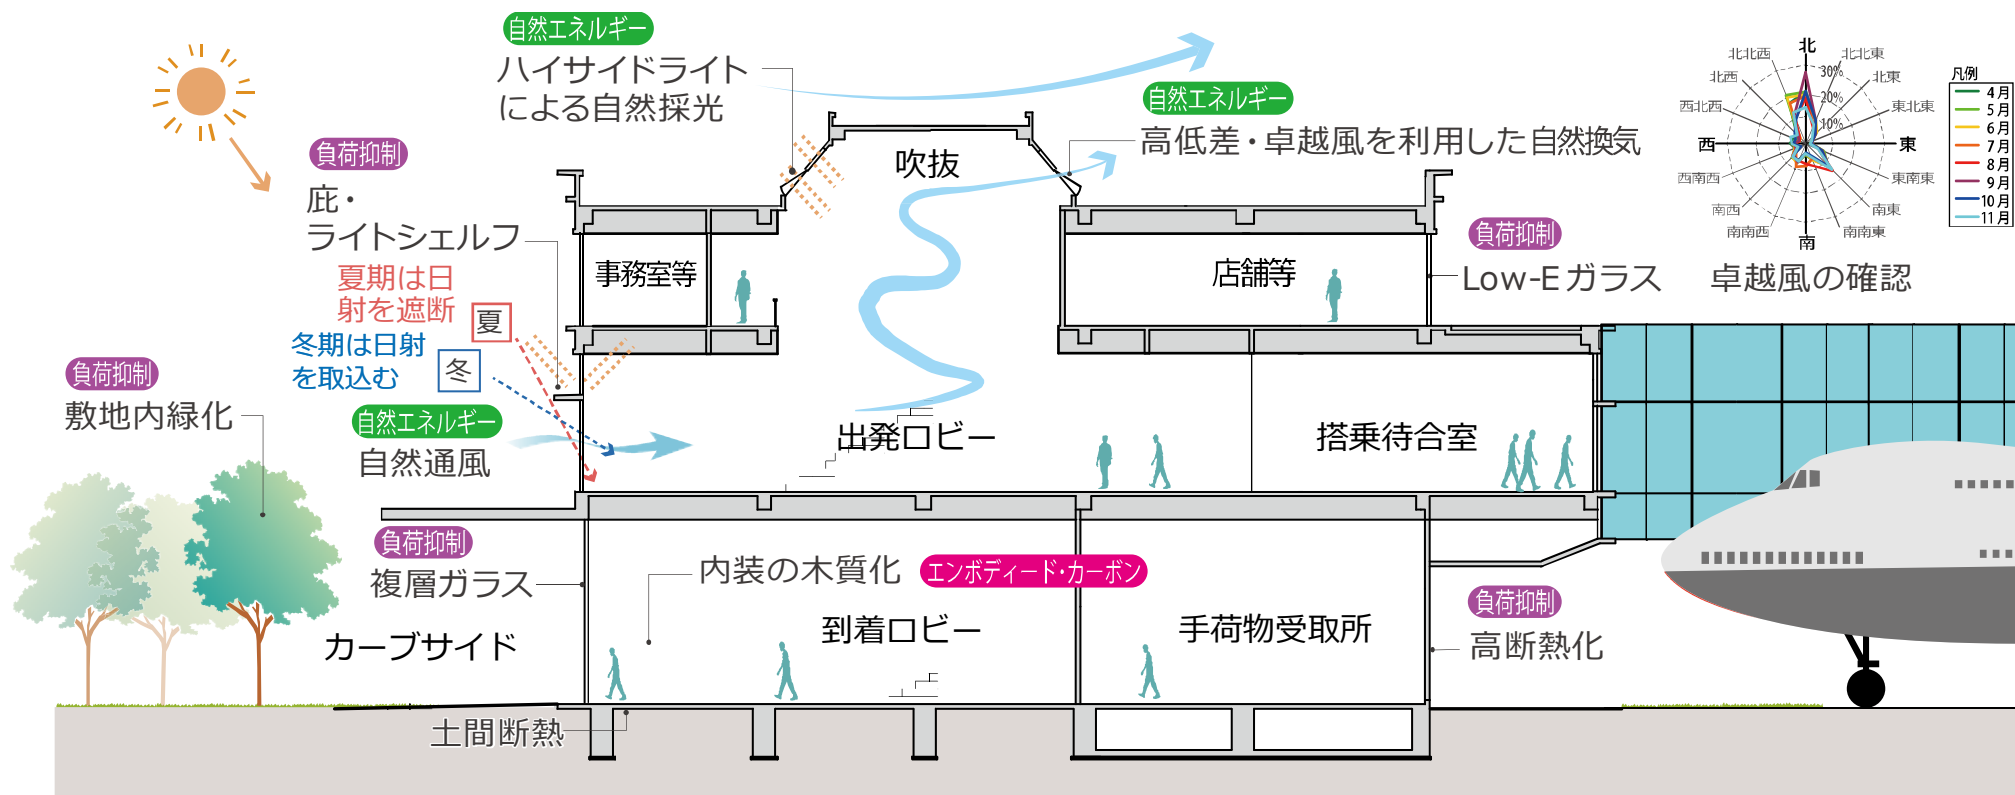 自然エネルギー
ハイサイドライト
による自然採光
自然エネルギー
高低差・卓越風を利用した自然換気
負荷抑制
庇・
ライトシェルフ
夏期は日
射を遮断
夏
冬期は日射
を取込む
冬
負荷抑制
敷地内緑化
自然エネルギー
自然通風
吹抜
事務室等
店舗等
負荷抑制
Low-E ガラス
出発ロビー
搭乗待合室
負荷抑制
複層ガラス
内装の木質化
エンボディード・カーボン
カーブサイド
到着ロビー
手荷物受取所
負荷抑制
高断熱化
土間断熱
北
北北東
北東
東北東
東
東南東
南東
南南東
南
南南西
南西
西南西
西
西北西
北西
北北西
30%
20%
10%
凡例
4月
5月
6月
7月
8月
9月
10月
11月
卓越風の確認